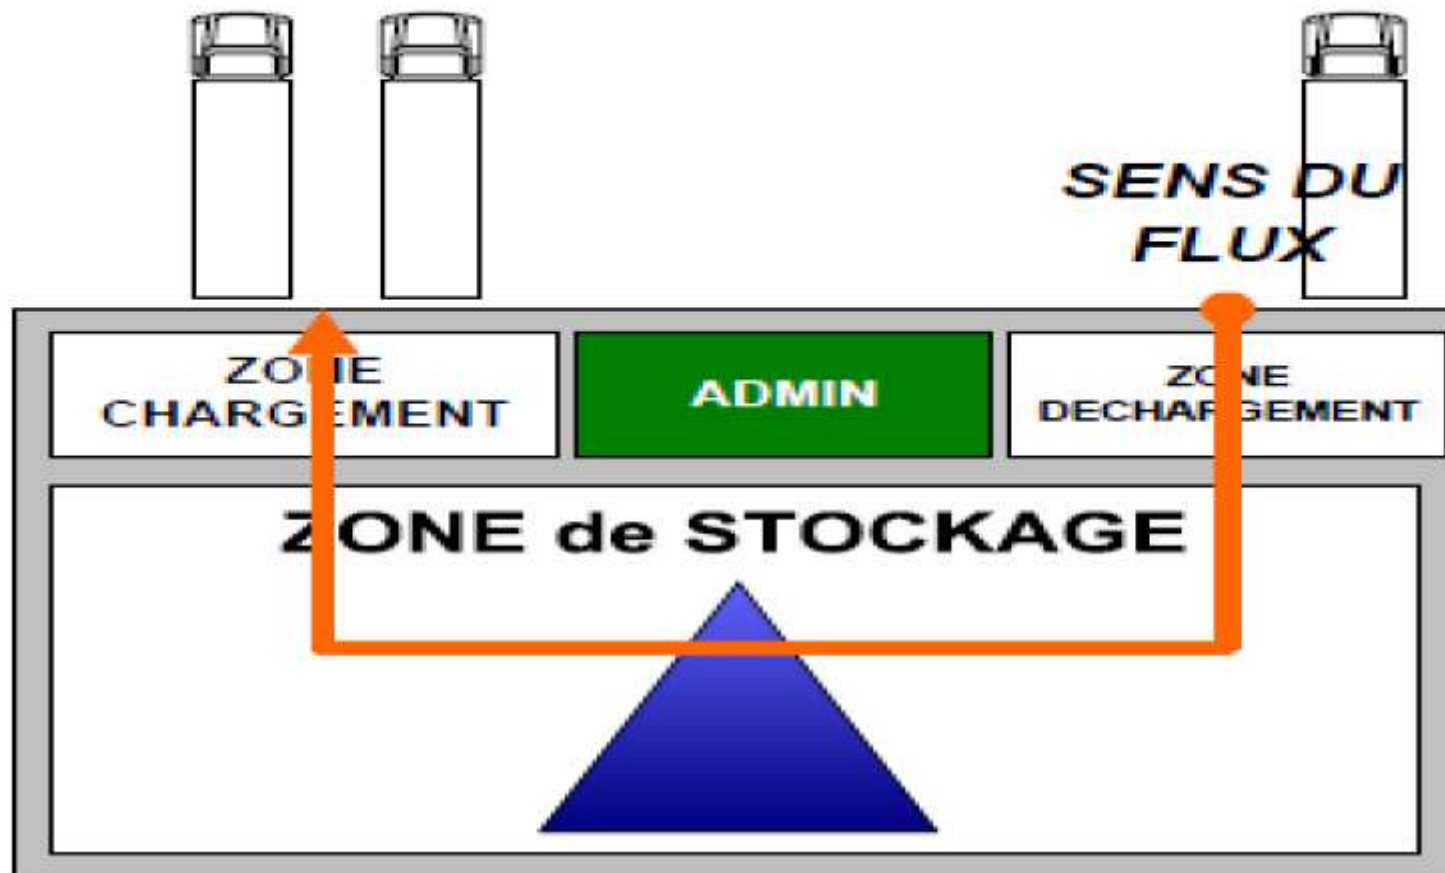 SENS DU
FLUX
ZONE
CHARGEMENT
ADMIN
ZONE
DECHARGEMENT
ZONE de STOCKAGE